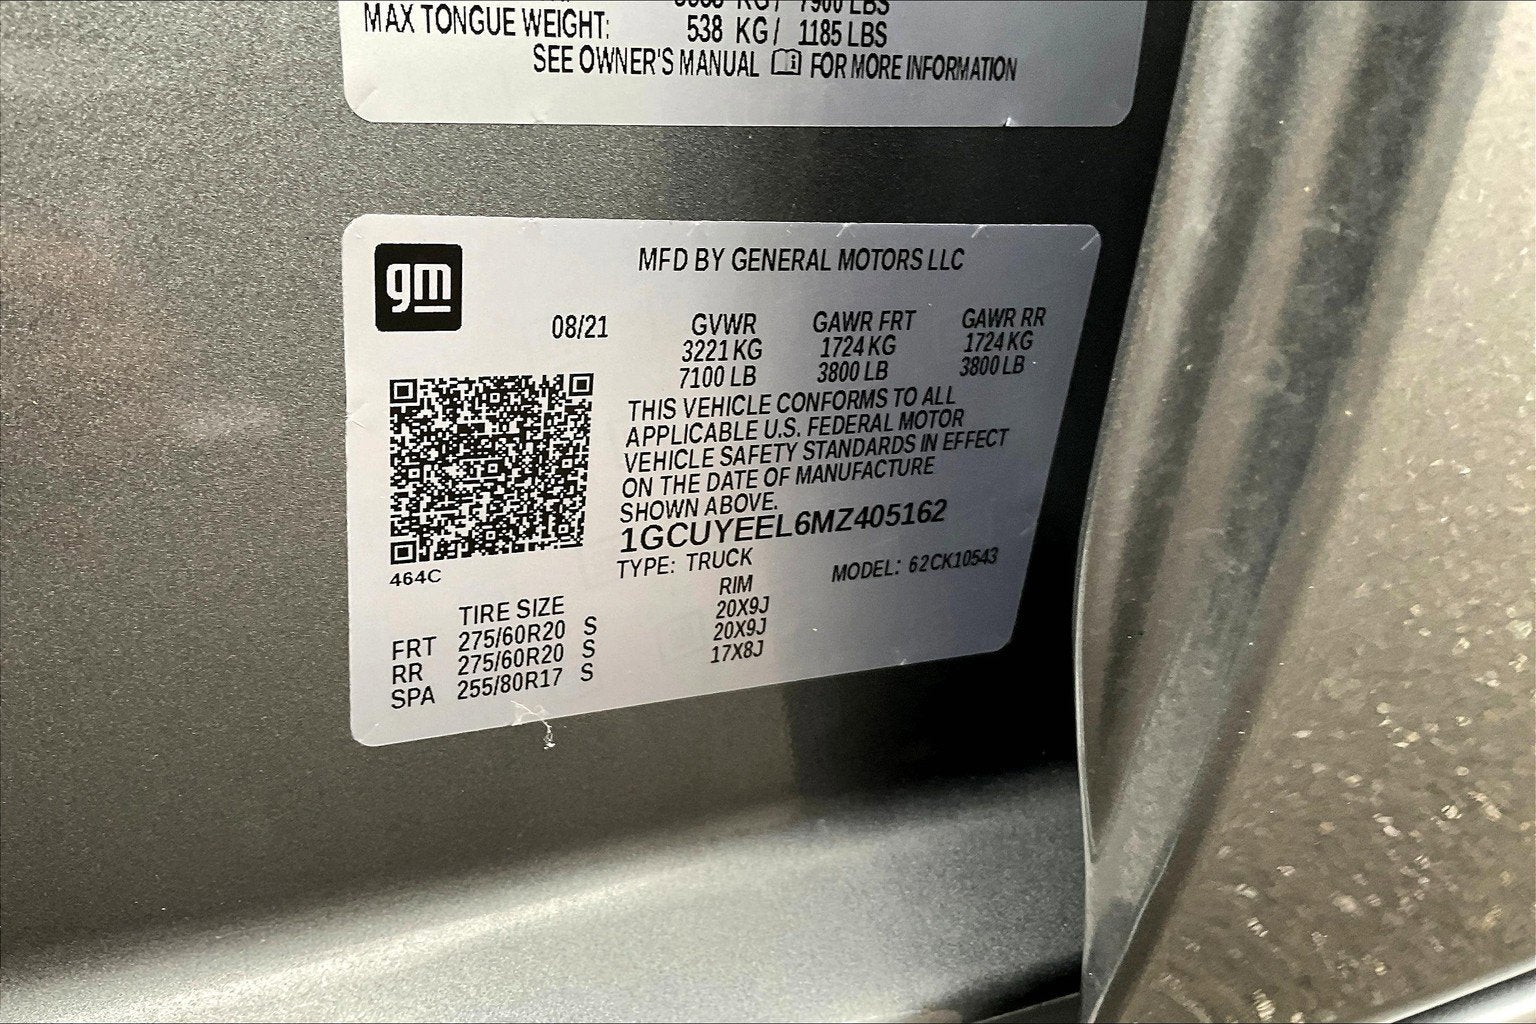 KG / 7900 LBS
MAX TONGUE WEIGHT: 538 KG / 1185 LBS
SEE OWNER'S MANUAL FOR MORE INFORMATION
gm
MFD BY GENERAL MOTORS LLC
08/21 GVWR GAWR FRT GAWR RR
3221 KG 1724 KG 1724 KG
7100 LB 3800 LB 3800 LB
THIS VEHICLE CONFORMS TO ALL
APPLICABLE U.S. FEDERAL MOTOR
VEHICLE SAFETY STANDARDS IN EFFECT
ON THE DATE OF MANUFACTURE
SHOWN ABOVE.
1GCUYEEL6MZ405162
TYPE: TRUCK MODEL: 62CK10543
464C
TIRE SIZE RIM
FRT 275/60R20 S 20X9J
RR 275/60R20 S 20X9J
SPA 255/80R17 S 17X8J